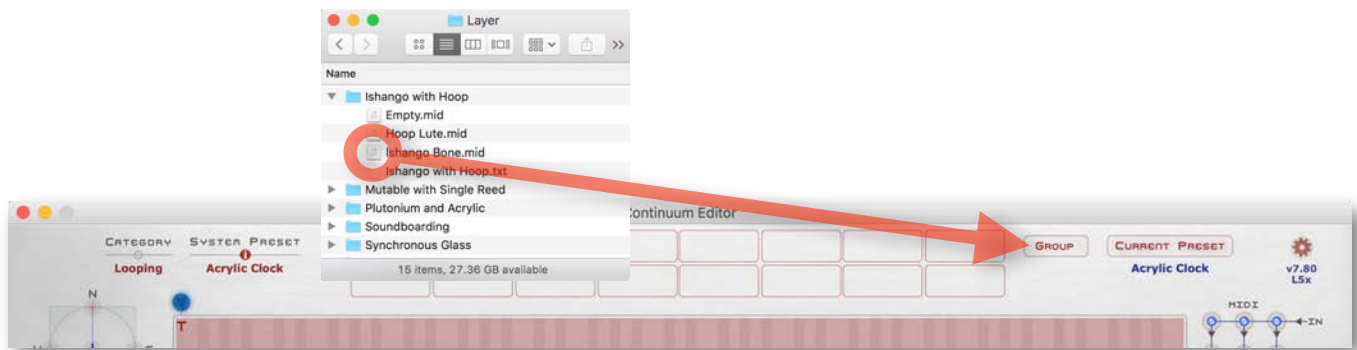 Layer
Name
Ishango with Hoop
Empty.mid
Hoop Lute.mid
Ishango Bone.mid
Ishango with Hoop.txt
Mutable with Single Reed
Plutonium and Acrylic
Soundboarding
Synchronous Glass
15 items, 27.36 GB available
Continuum Editor
Category
System Preset
Looping
Acrylic Clock
Group
Current Preset
Acrylic Clock
v7.80
L5x
N
T
MIDI
IN